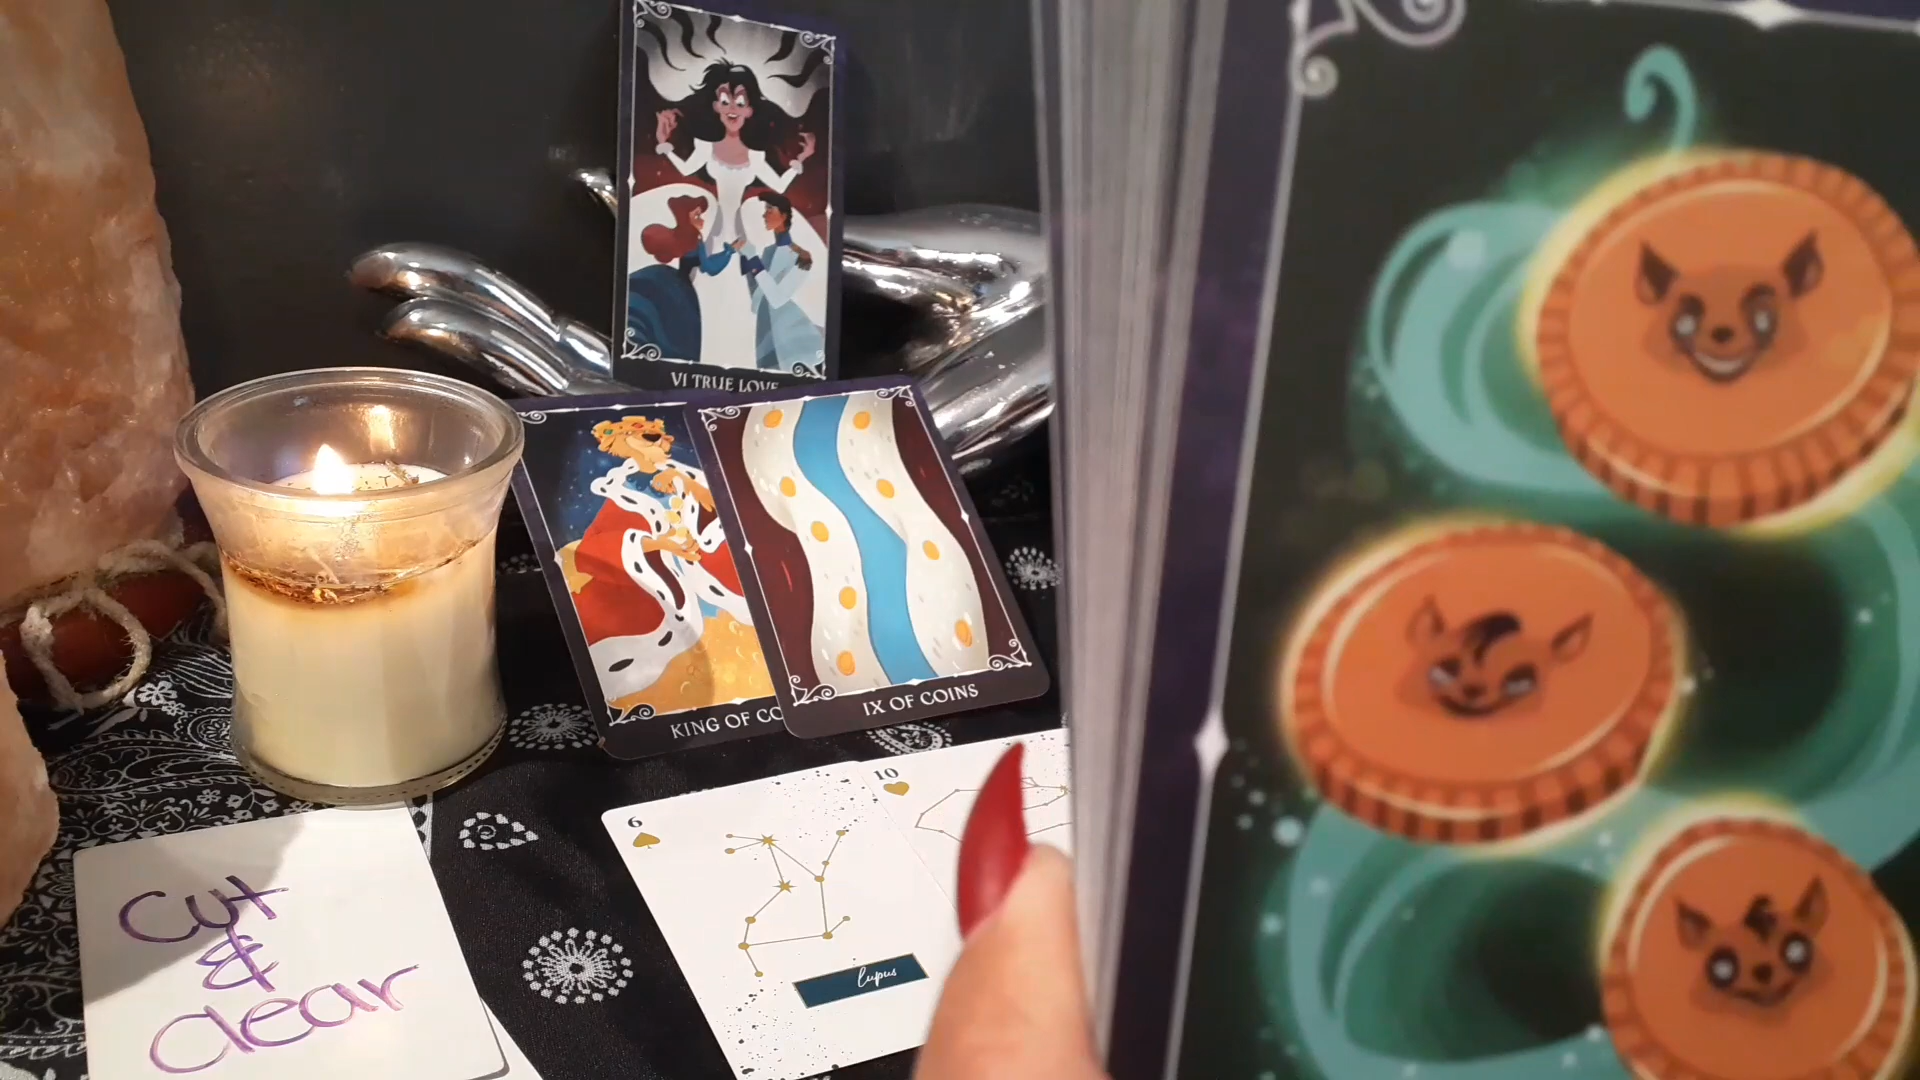 VI TRUE LOVE
KING OF CO
IX OF COINS
10
6
lupus
Cut
&
Clear